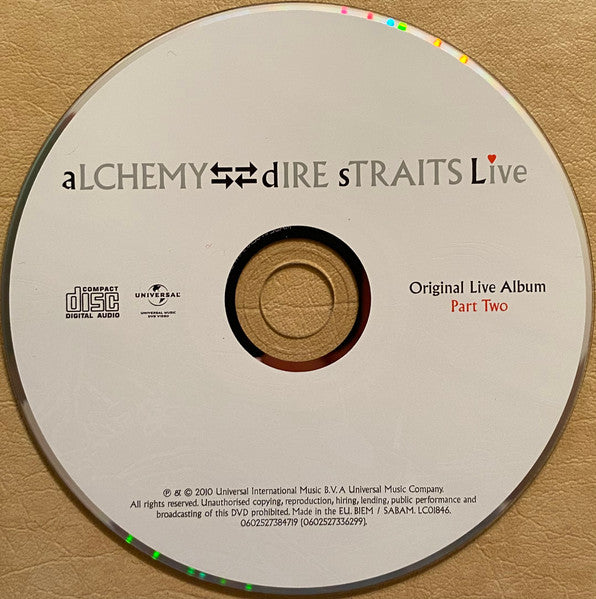 aLCHEMY⇆⇄dIRE sTRAITS Live
COMPACT
disc
DIGITAL AUDIO
UNIVERSAL
UNIVERSAL MUSIC
DVD VIDEO
Original Live Album
Part Two
℗ & © 2010 Universal International Music B.V. A Universal Music Company.
All rights reserved. Unauthorised copying, reproduction, hiring, lending, public performance and
broadcasting of this DVD prohibited. Made in the EU. BIEM / SABAM. LC01846.
0602527384719 (0602527336299).